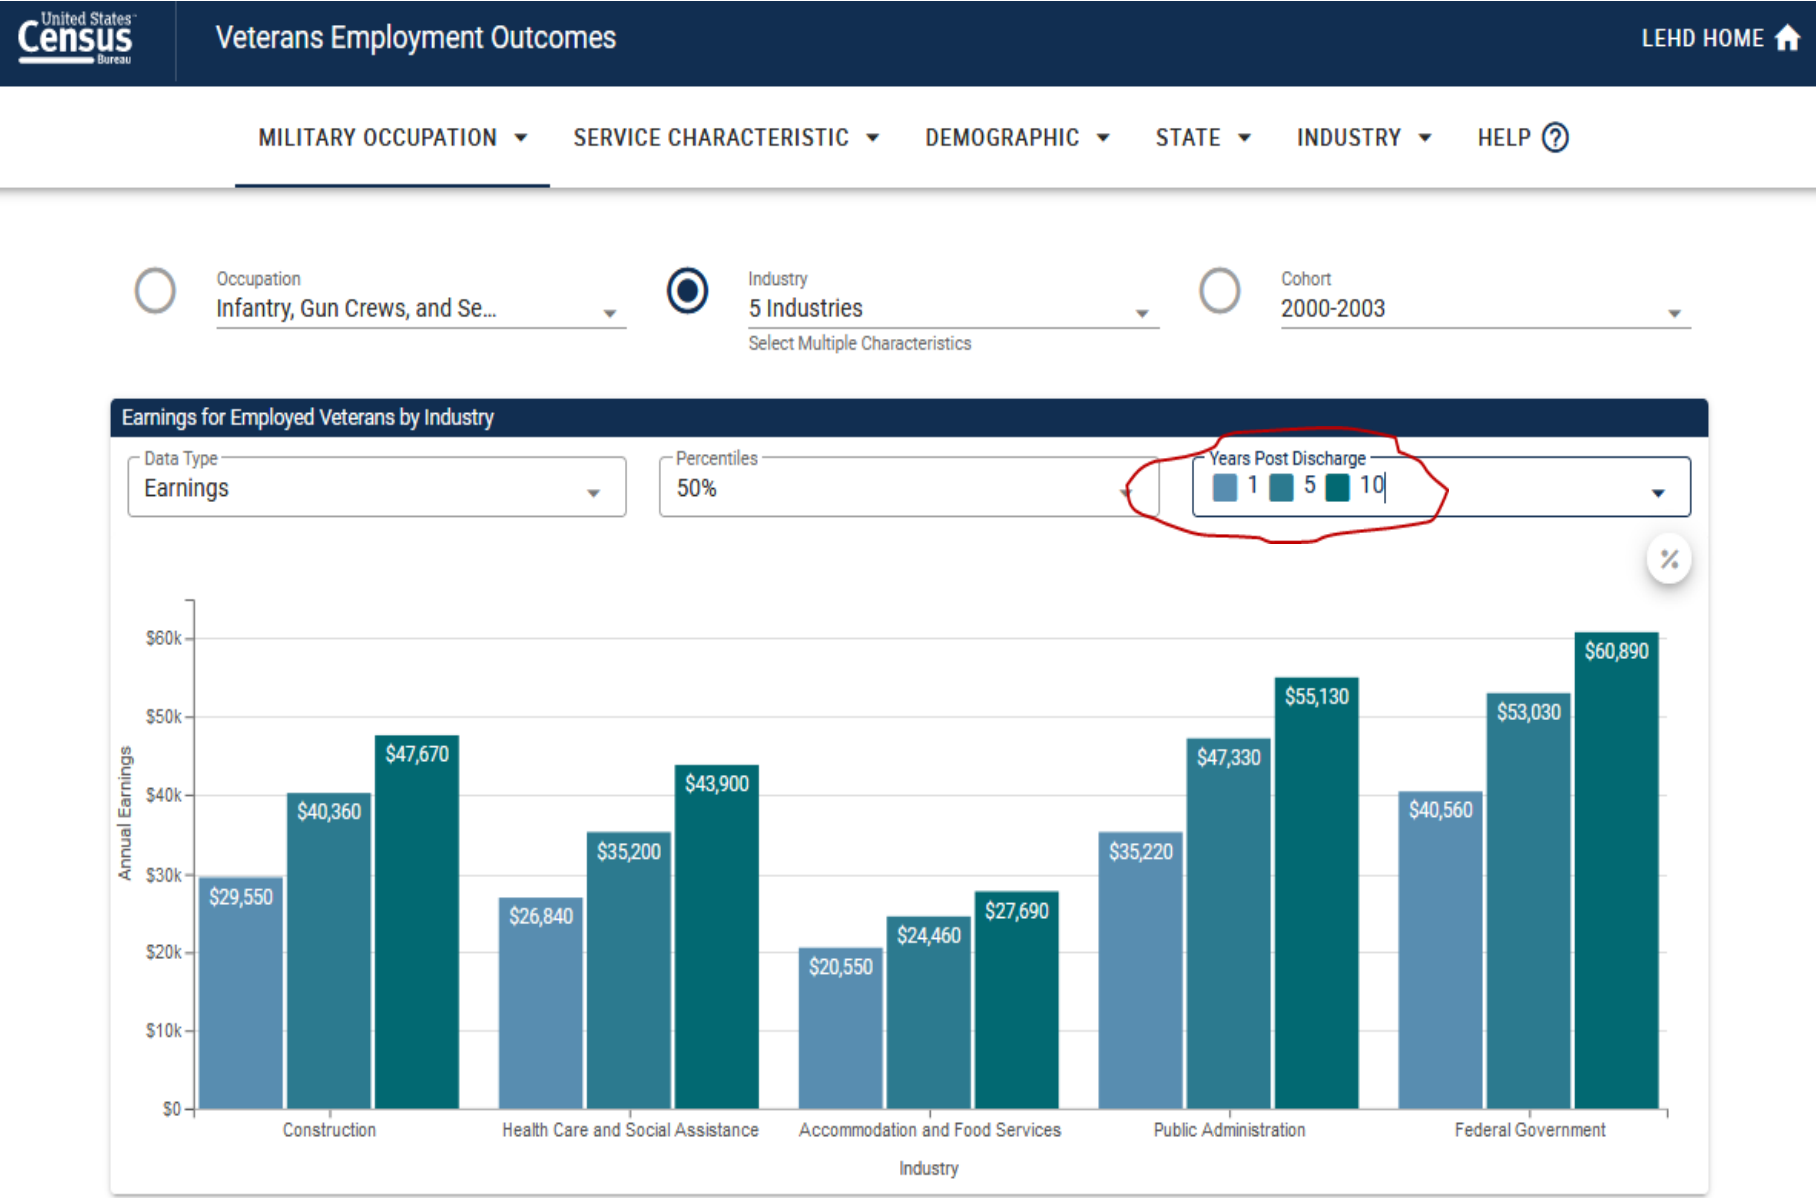 United States™
Census
Bureau
Veterans Employment Outcomes
LEHD HOME
MILITARY OCCUPATION SERVICE CHARACTERISTIC DEMOGRAPHIC STATE INDUSTRY HELP ?
Occupation
Infantry, Gun Crews, and Se...
Industry
5 Industries
Select Multiple Characteristics
Cohort
2000-2003
Earnings for Employed Veterans by Industry
Data Type
Earnings
Percentiles
50%
Years Post Discharge
1 5 10
%
Annual Earnings
$60k
$50k
$40k
$30k
$20k
$10k
$0
$29,550
$40,360
$47,670
$26,840
$35,200
$43,900
$20,550
$24,460
$27,690
$35,220
$47,330
$55,130
$40,560
$53,030
$60,890
Construction
Health Care and Social Assistance
Accommodation and Food Services
Public Administration
Federal Government
Industry